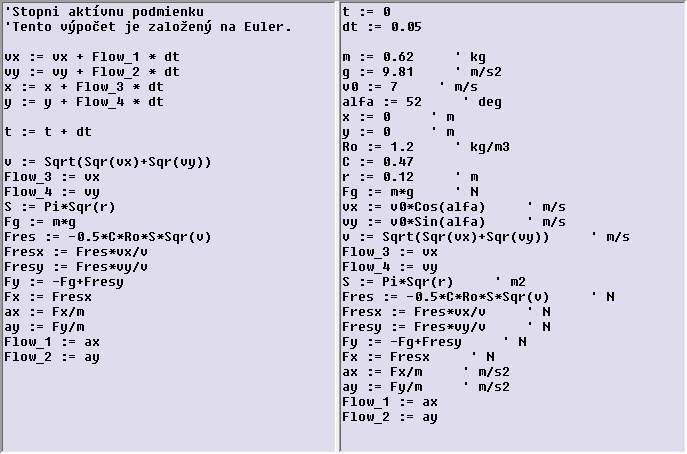 'Stopni aktívnu podmienku
'Tento výpočet je založený na Euler.

vx := vx + Flow_1 * dt
vy := vy + Flow_2 * dt
x := x + Flow_3 * dt
y := y + Flow_4 * dt

t := t + dt

v := Sqrt(Sqr(vx)+Sqr(vy))
Flow_3 := vx
Flow_4 := vy
S := Pi*Sqr(r)
Fg := m*g
Fres := -0.5*C*Ro*S*Sqr(v)
Fresx := Fres*vx/v
Fresy := Fres*vy/v
Fy := -Fg+Fresy
Fx := Fresx
ax := Fx/m
ay := Fy/m
Flow_1 := ax
Flow_2 := ay

t := 0
dt := 0.05

m := 0.62     ' kg
g := 9.81     ' m/s2
v0 := 7     ' m/s
alfa := 52     ' deg
x := 0     ' m
y := 0     ' m
Ro := 1.2     ' kg/m3
C := 0.47
r := 0.12     ' m
Fg := m*g     ' N
vx := v0*Cos(alfa)     ' m/s
vy := v0*Sin(alfa)     ' m/s
v := Sqrt(Sqr(vx)+Sqr(vy))     ' m/s
Flow_3 := vx
Flow_4 := vy
S := Pi*Sqr(r)     ' m2
Fres := -0.5*C*Ro*S*Sqr(v)     ' N
Fresx := Fres*vx/v     ' N
Fresy := Fres*vy/v     ' N
Fy := -Fg+Fresy     ' N
Fx := Fresx     ' N
ax := Fx/m     ' m/s2
ay := Fy/m     ' m/s2
Flow_1 := ax
Flow_2 := ay